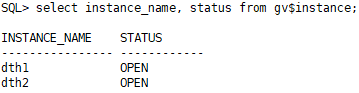 SQL> select instance_name, status from gv$instance;
INSTANCE_NAME    STATUS
---------------- ------------
dth1             OPEN
dth2             OPEN